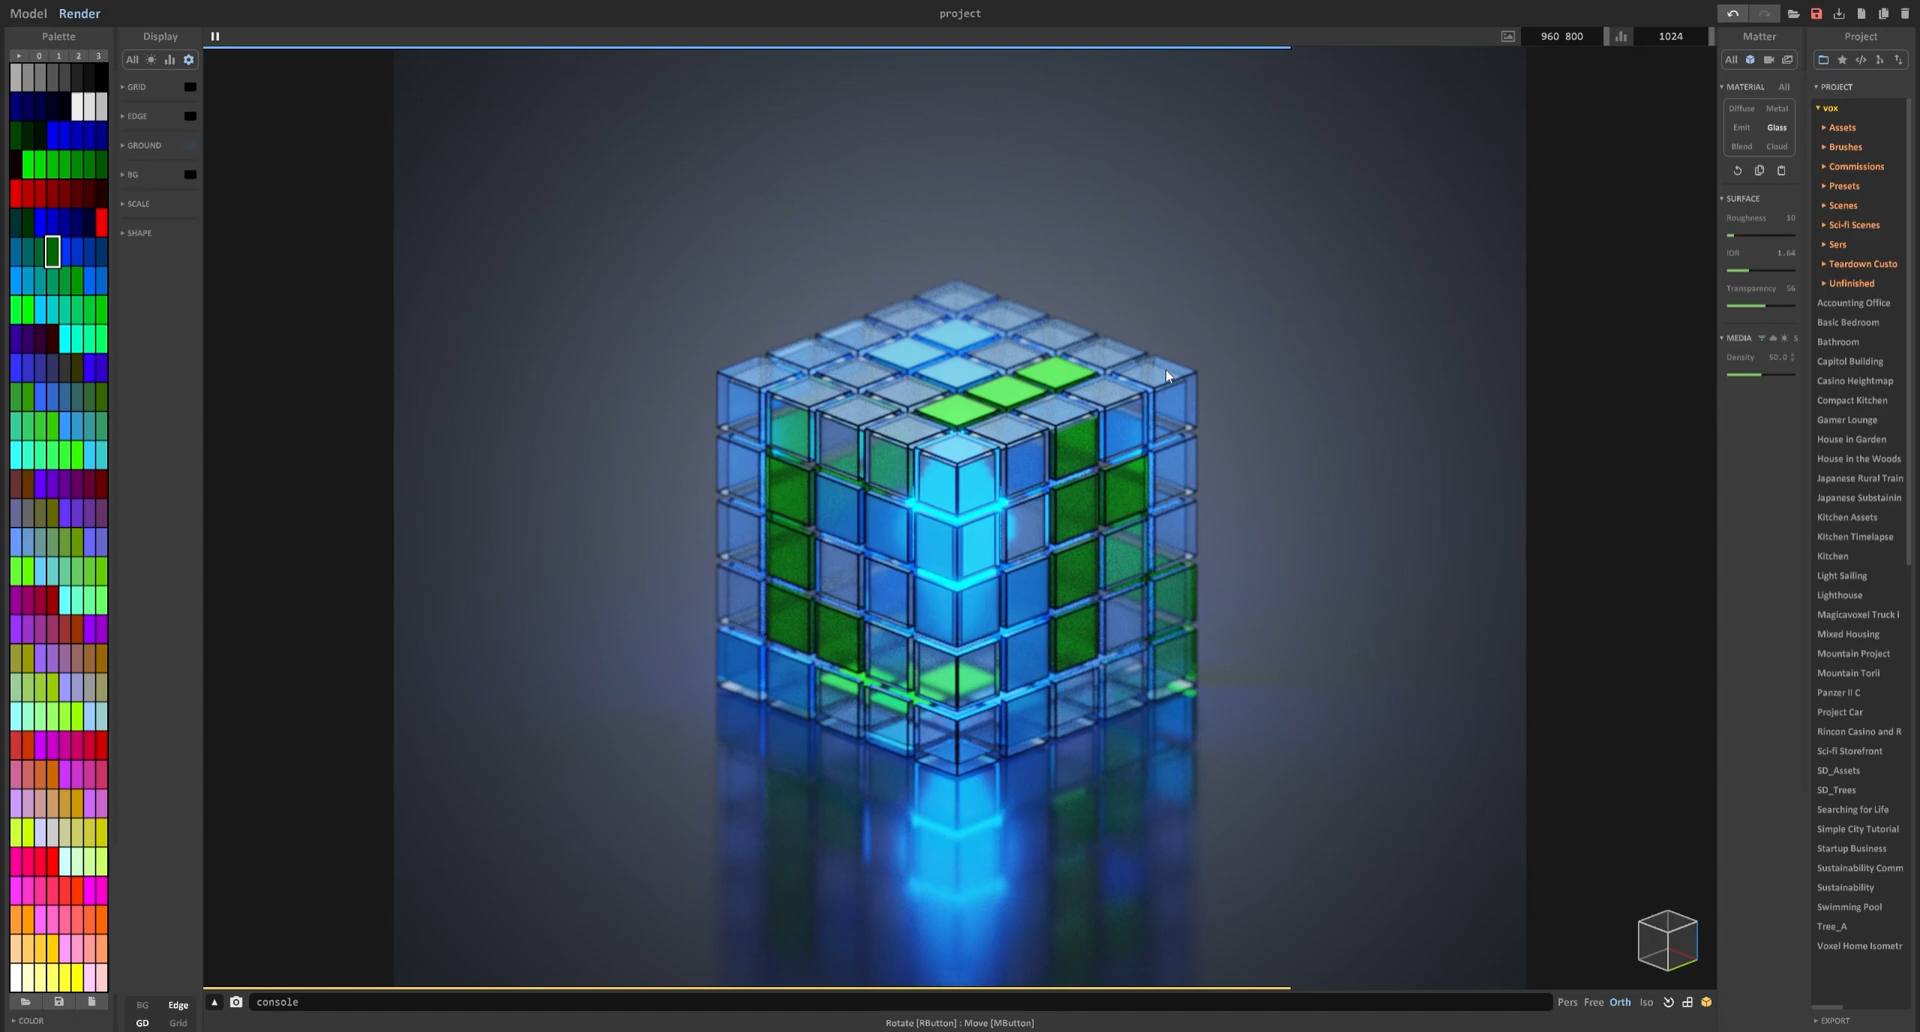 Model Render
project
960 800
1024
Palette
0 1 2 3
COLOR
Display
All
GRID
EDGE
GROUND
BG
SCALE
SHAPE
BG Edge
GD Grid
console
Pers Free Orth Iso
Rotate [RButton] : Move [MButton]
Matter
All
MATERIAL All
Diffuse Metal
Emit Glass
Blend Cloud
SURFACE
Roughness 10
IOR 1.64
Transparency 56
MEDIA S
Density 50.0
Project
PROJECT
vox
Assets
Brushes
Commissions
Presets
Scenes
Sci-fi Scenes
Sers
Teardown Custo
Unfinished
Accounting Office
Basic Bedroom
Bathroom
Capitol Building
Casino Heightmap
Compact Kitchen
Gamer Lounge
House in Garden
House in the Woods
Japanese Rural Train
Japanese Substainin
Kitchen Assets
Kitchen Timelapse
Kitchen
Light Sailing
Lighthouse
Magicavoxel Truck i
Mixed Housing
Mountain Project
Mountain Torii
Panzer II C
Project Car
Rincon Casino and R
Sci-fi Storefront
SD_Assets
SD_Trees
Searching for Life
Simple City Tutorial
Startup Business
Sustainability Comm
Sustainability
Swimming Pool
Tree_A
Voxel Home Isometr
EXPORT